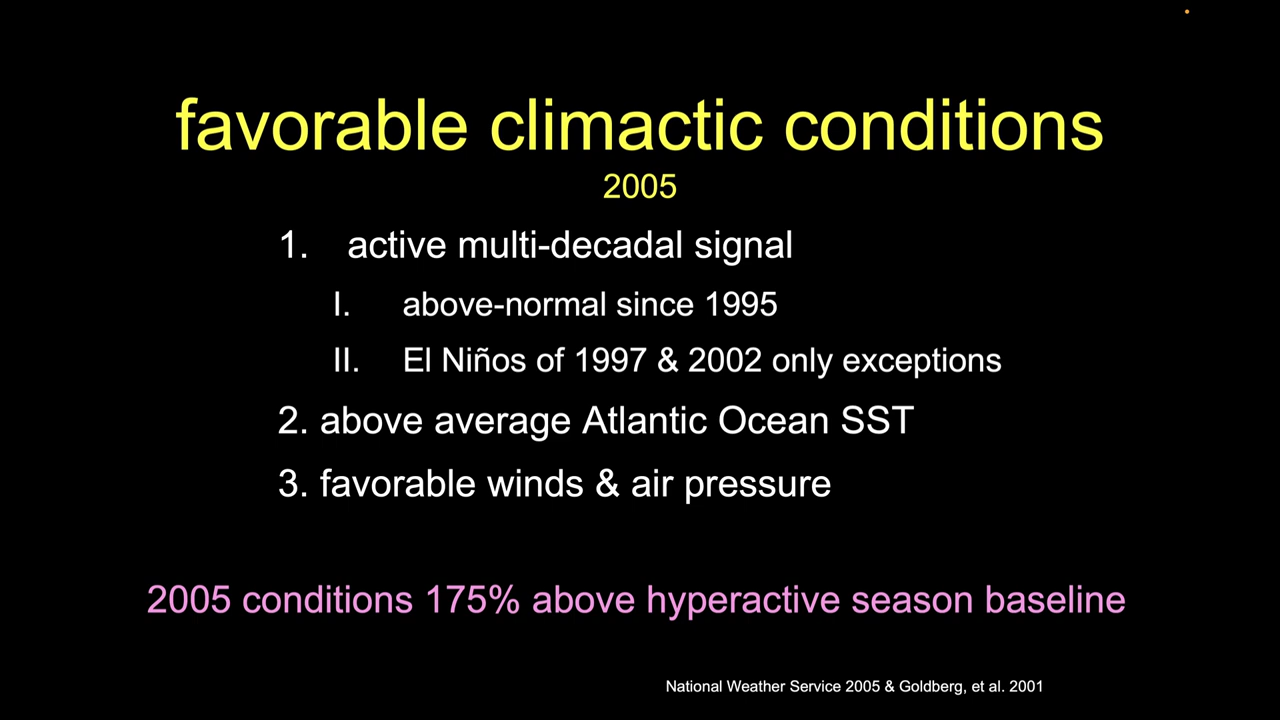 favorable climactic conditions
2005
1. active multi-decadal signal
I. above-normal since 1995
II. El Niños of 1997 & 2002 only exceptions
2. above average Atlantic Ocean SST
3. favorable winds & air pressure
2005 conditions 175% above hyperactive season baseline
National Weather Service 2005 & Goldberg, et al. 2001